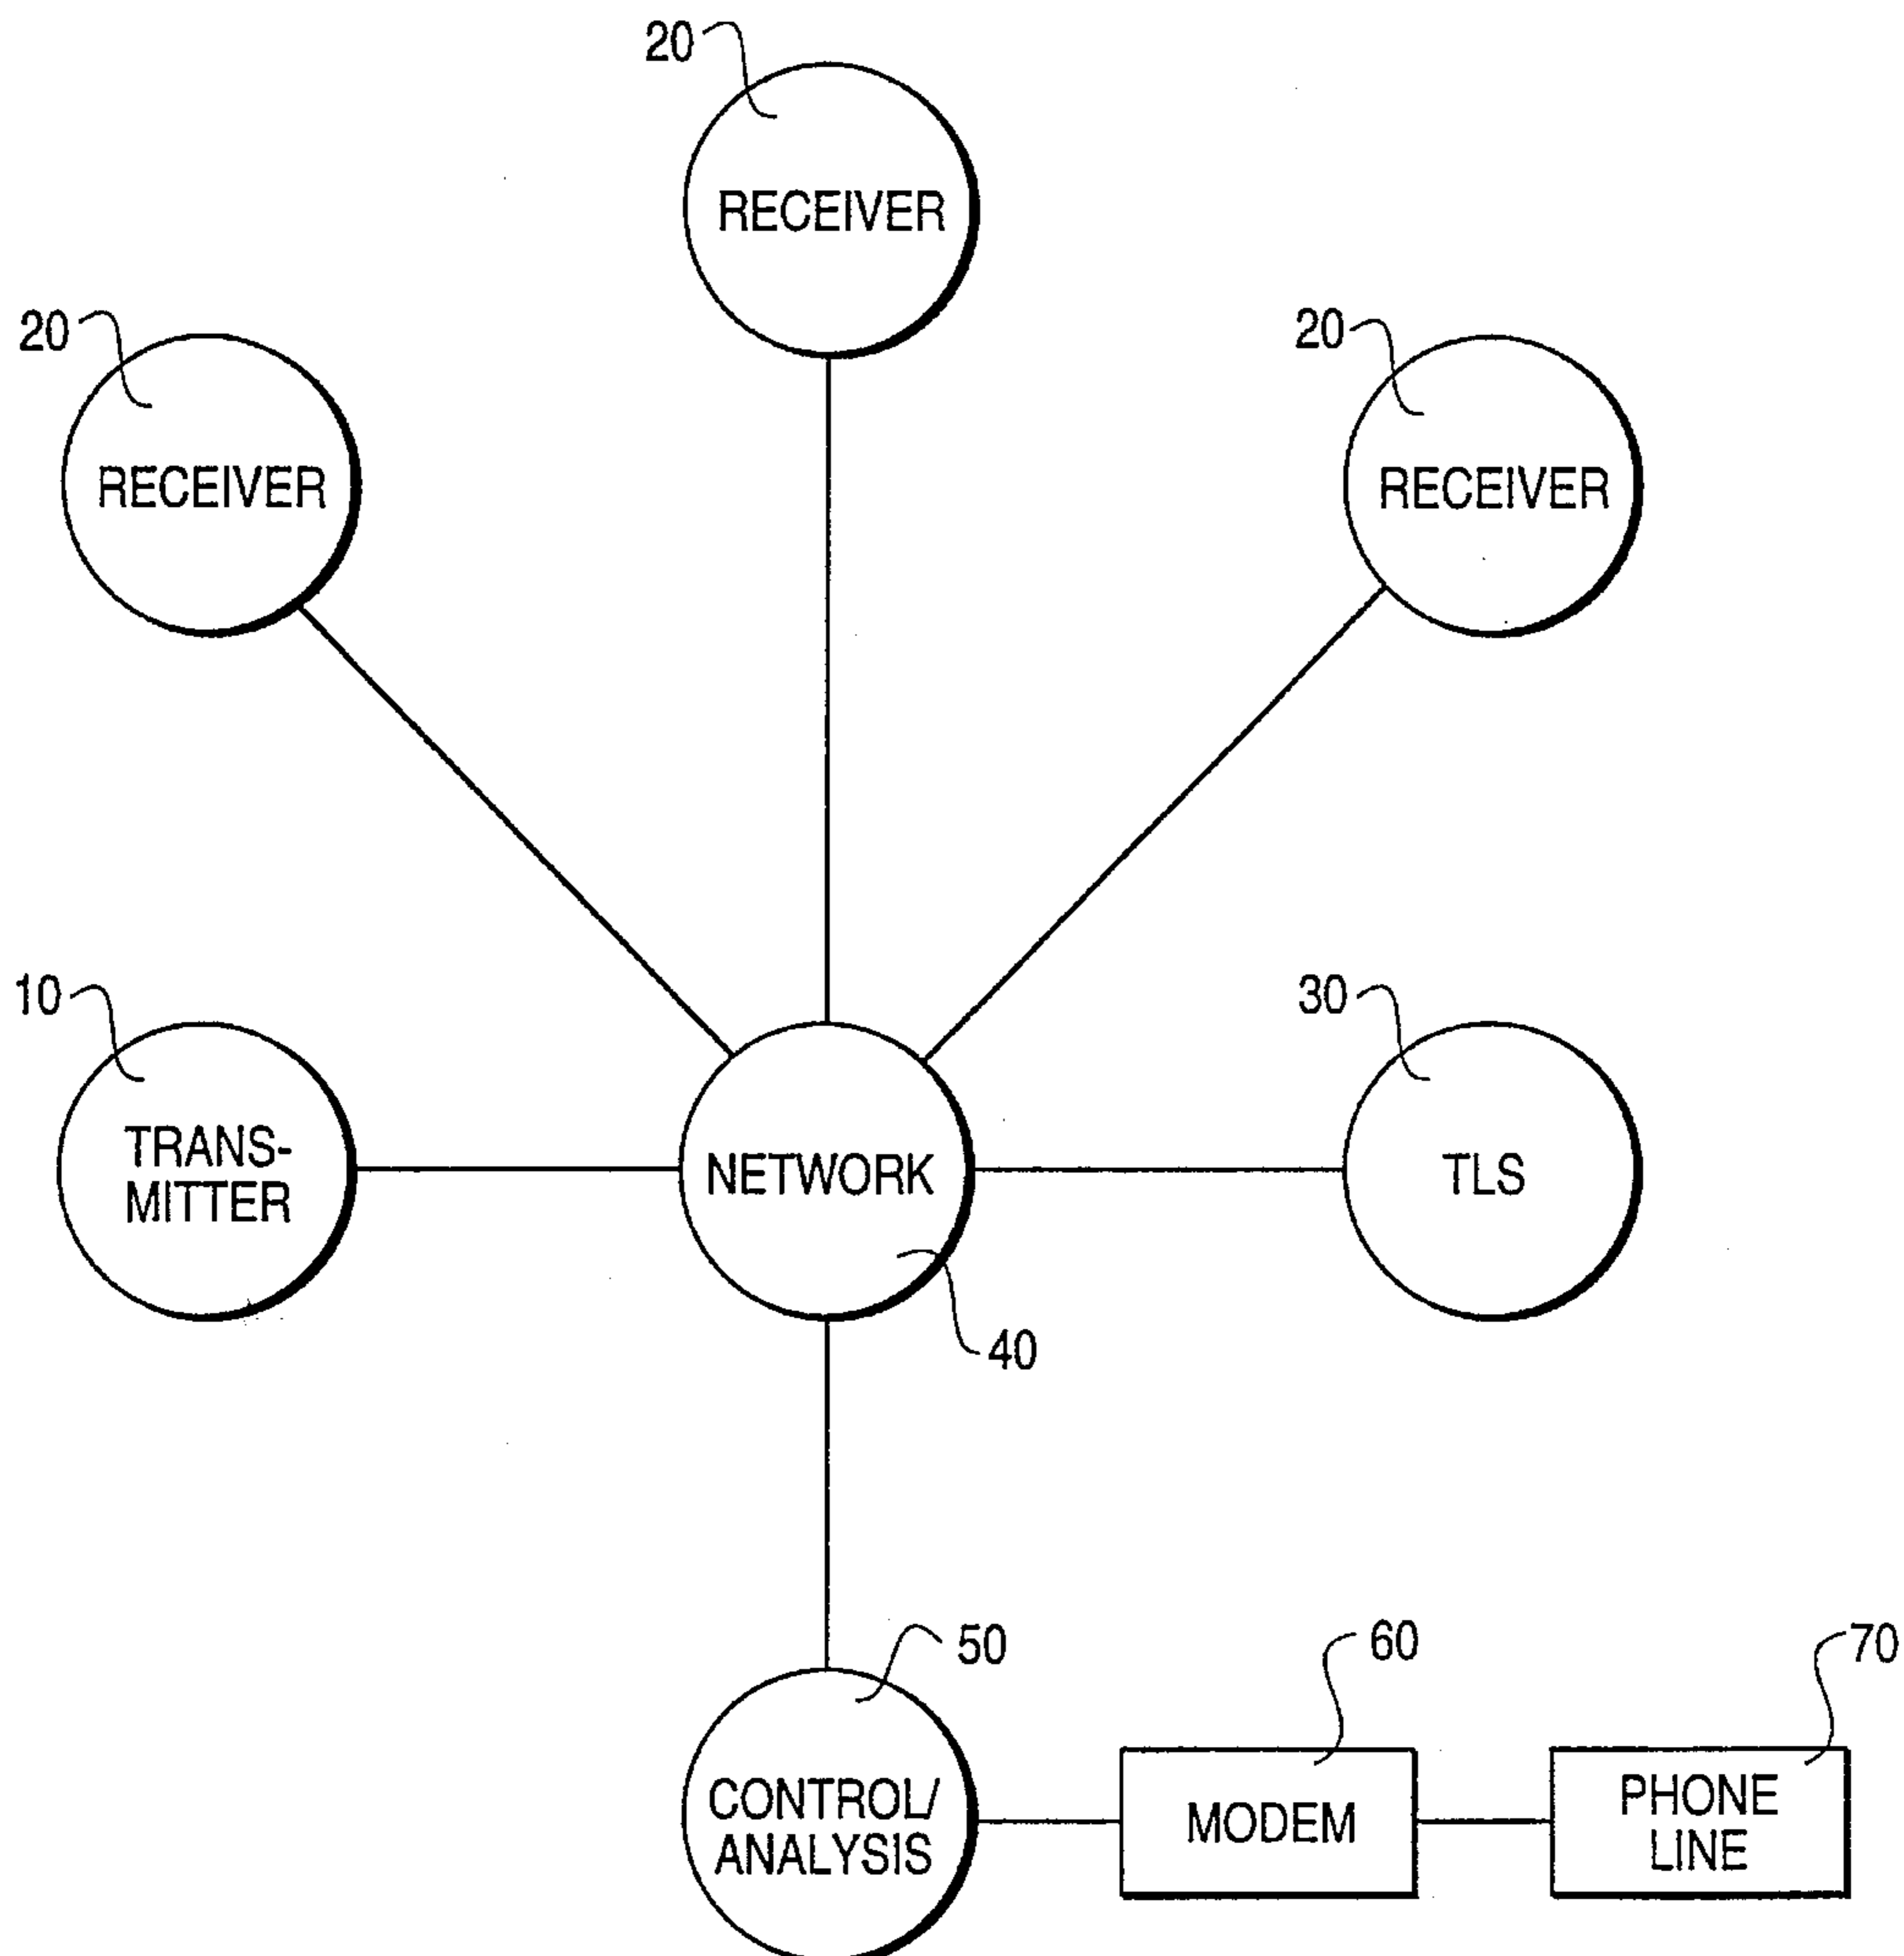 20
RECEIVER
20
RECEIVER
20
RECEIVER
10
TRANS-
MITTER
NETWORK
40
30
TLS
50
CONTROL/
ANALYSIS
60
MODEM
70
PHONE
LINE